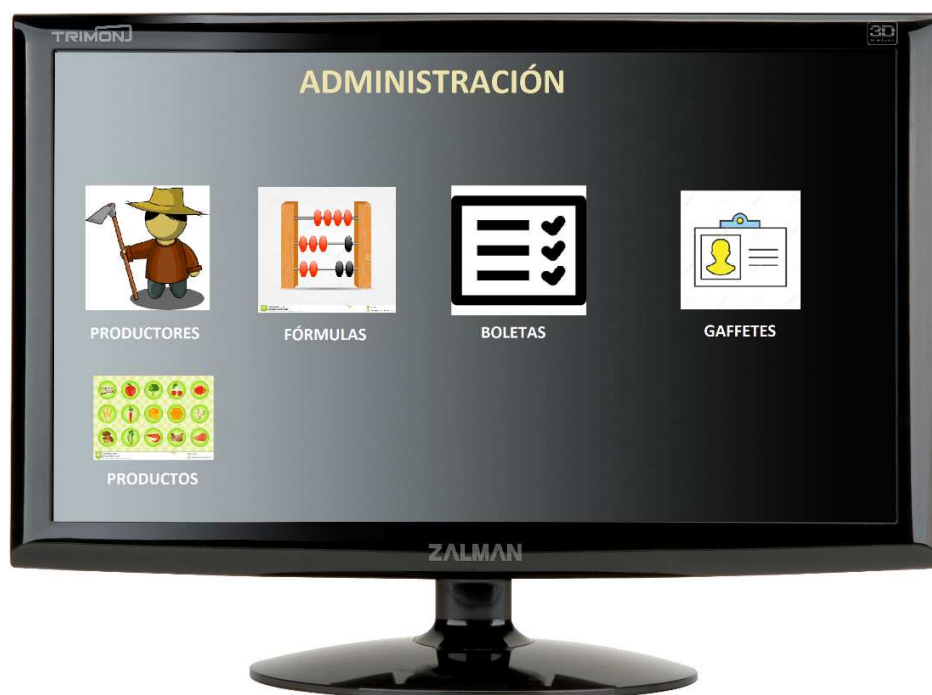 TRIMON
3D
ADMINISTRACIÓN
PRODUCTORES
FÓRMULAS
BOLETAS
GAFFETES
PRODUCTOS
ZALMAN